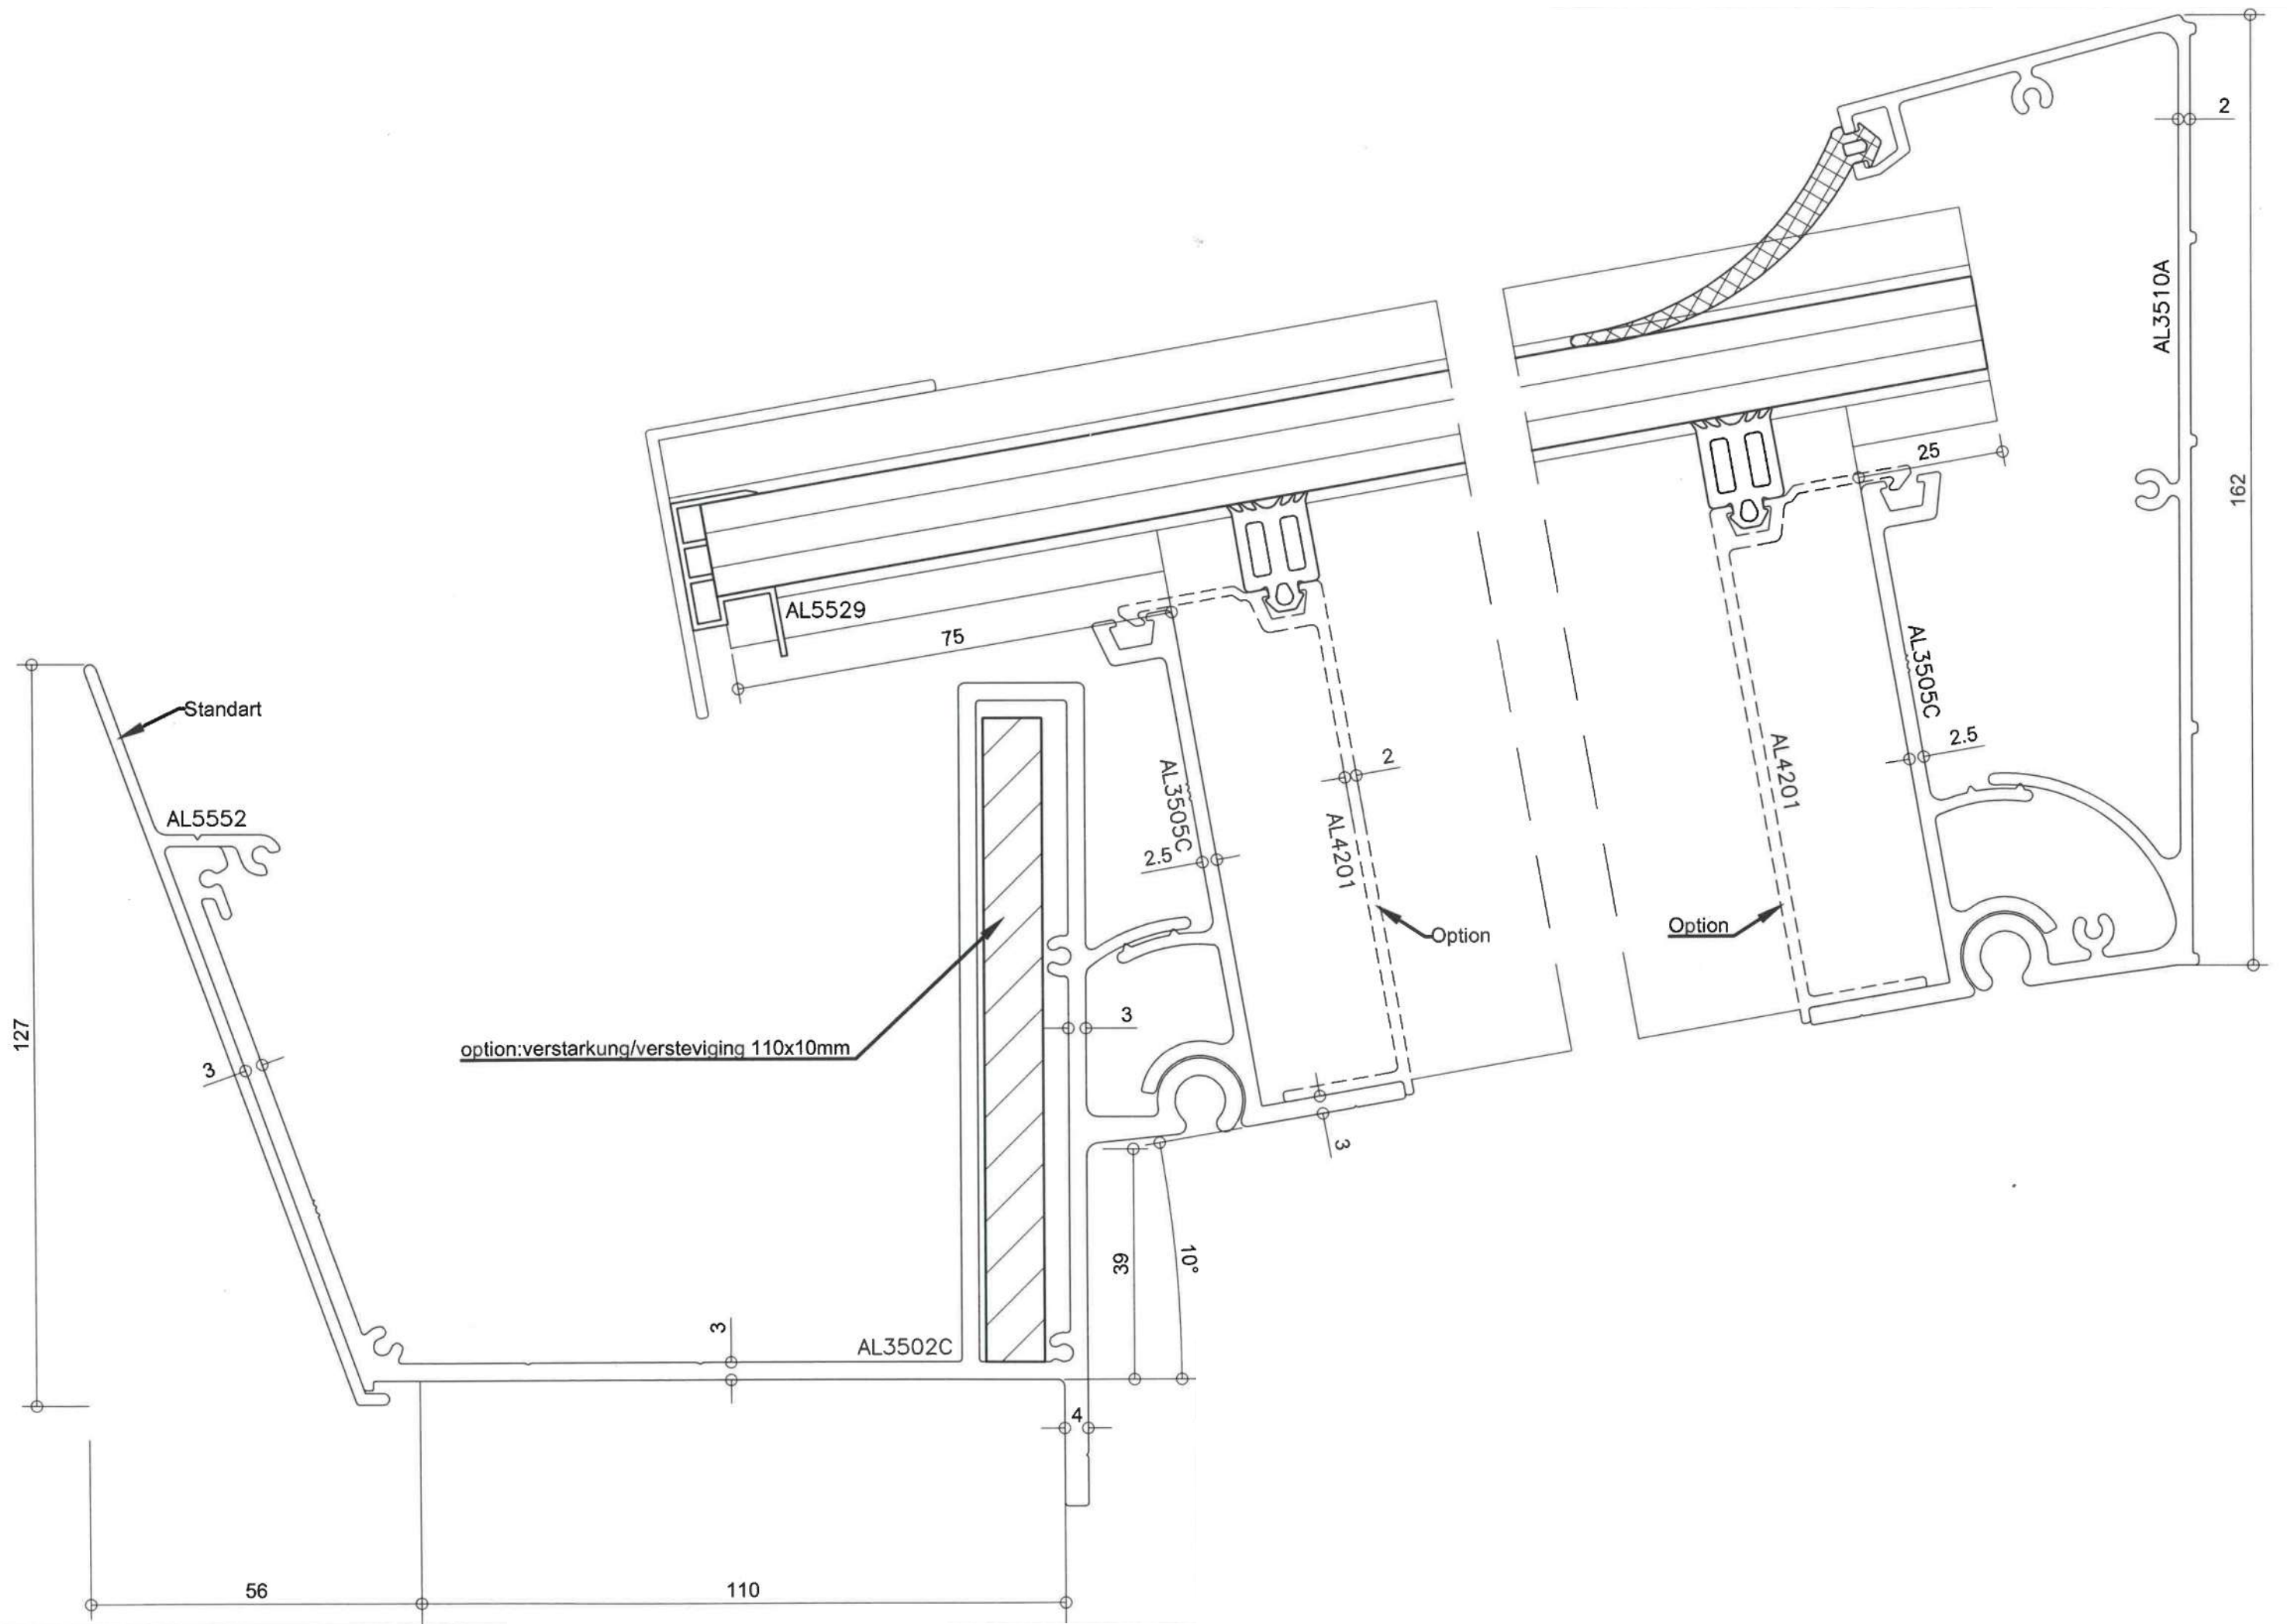 2
AL3510A
162
25
AL5529
75
AL3505C
Standart
2.5
2
AL3505C
AL4201
AL5552
2.5
AL4201
Option
Option
127
3
option:verstarkung/versteviging 110x10mm
3
3
39
10°
3
AL3502C
4
56
110